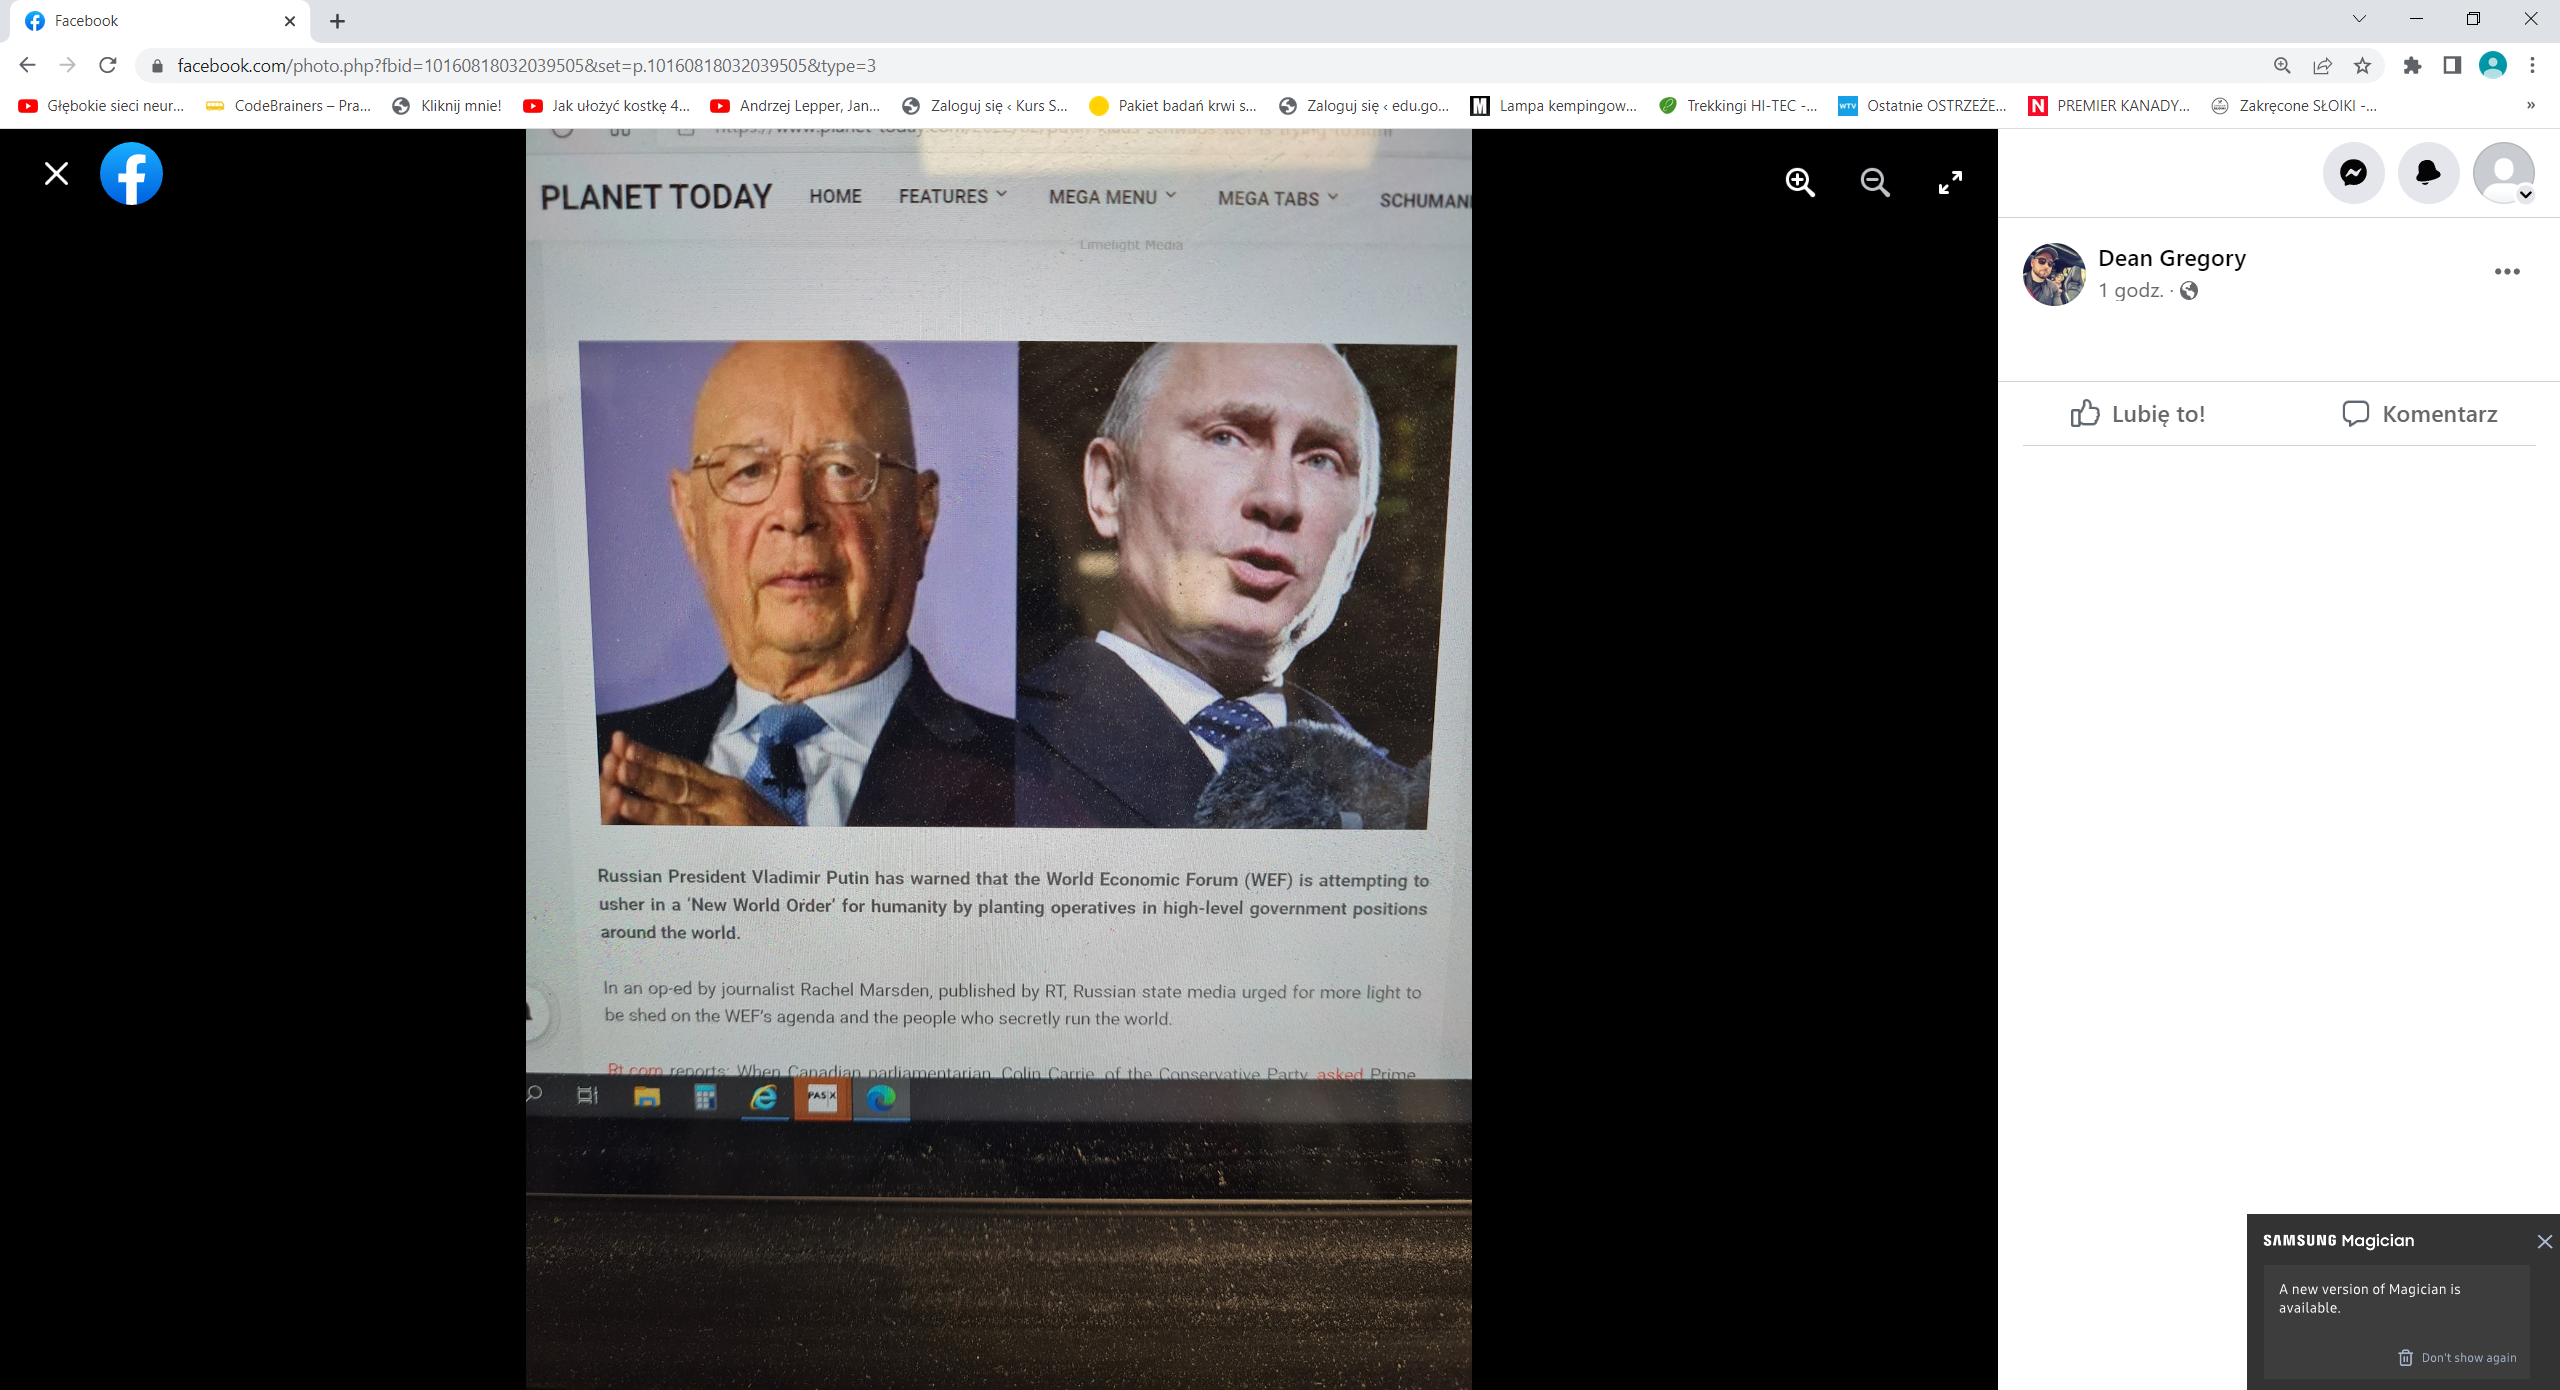 Facebook
facebook.com/photo.php?fbid=10160818032039505&set=p.10160818032039505&type=3
Głębokie sieci neur...
CodeBrainers – Pra...
Kliknij mnie!
Jak ułożyć kostkę 4...
Andrzej Lepper, Jan...
Zaloguj się ‹ Kurs S...
Pakiet badań krwi s...
Zaloguj się ‹ edu.go...
M
Lampa kempingow...
Trekkingi HI-TEC -...
WTV
Ostatnie OSTRZEŻE...
N
PREMIER KANADY...
Zakręcone SŁOIKI -...
»
PLANET TODAY
HOME
FEATURES
MEGA MENU
MEGA TABS
Limelight Media
Russian President Vladimir Putin has warned that the World Economic Forum (WEF) is attempting to
usher in a ‘New World Order’ for humanity by planting operatives in high-level government positions
around the world.
In an op-ed by journalist Rachel Marsden, published by RT, Russian state media urged for more light to
be shed on the WEF’s agenda and the people who secretly run the world.
Rt.com reports: When Canadian parliamentarian, Colin Carrie, of the Conservative Party, asked Prime
PAS X
Dean Gregory
1 godz. ·
Lubię to!
Komentarz
SAMSUNG Magician
A new version of Magician is
available.
Don't show again